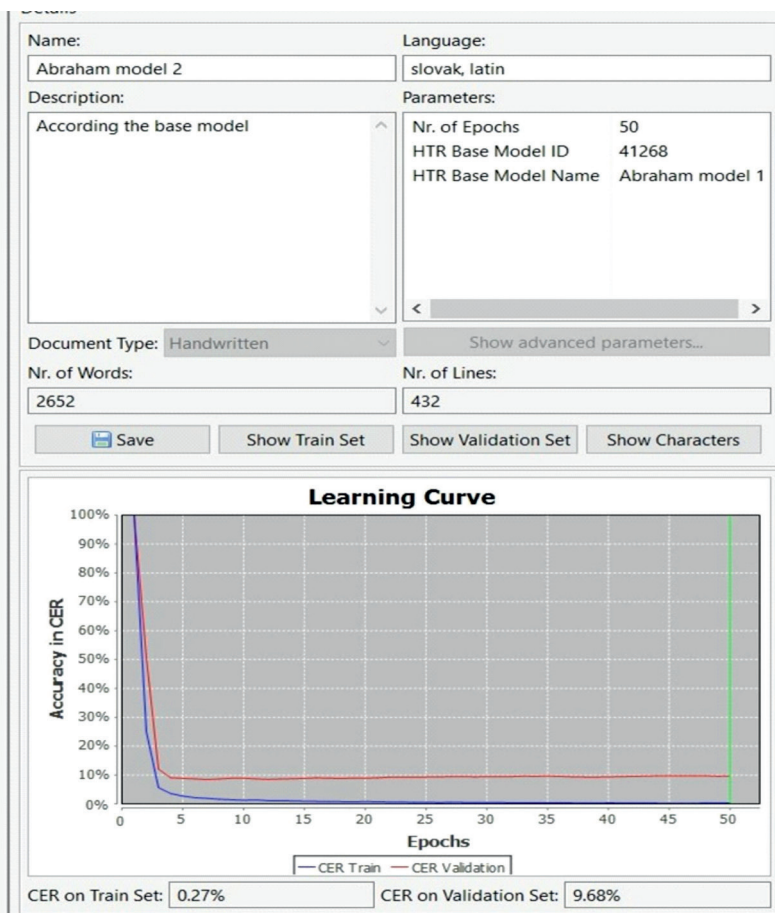 Name:
Language:
Abraham model 2
slovak, latin
Description:
Parameters:
According the base model
Nr. of Epochs 50
HTR Base Model ID 41268
HTR Base Model Name Abraham model 1
Document Type: Handwritten
Show advanced parameters...
Nr. of Words:
Nr. of Lines:
2652
432
Save
Show Train Set
Show Validation Set
Show Characters
Learning Curve
Accuracy in CER
100%
90%
80%
70%
60%
50%
40%
30%
20%
10%
0%
0 5 10 15 20 25 30 35 40 45 50
Epochs
CER Train CER Validation
CER on Train Set: 0.27%
CER on Validation Set: 9.68%